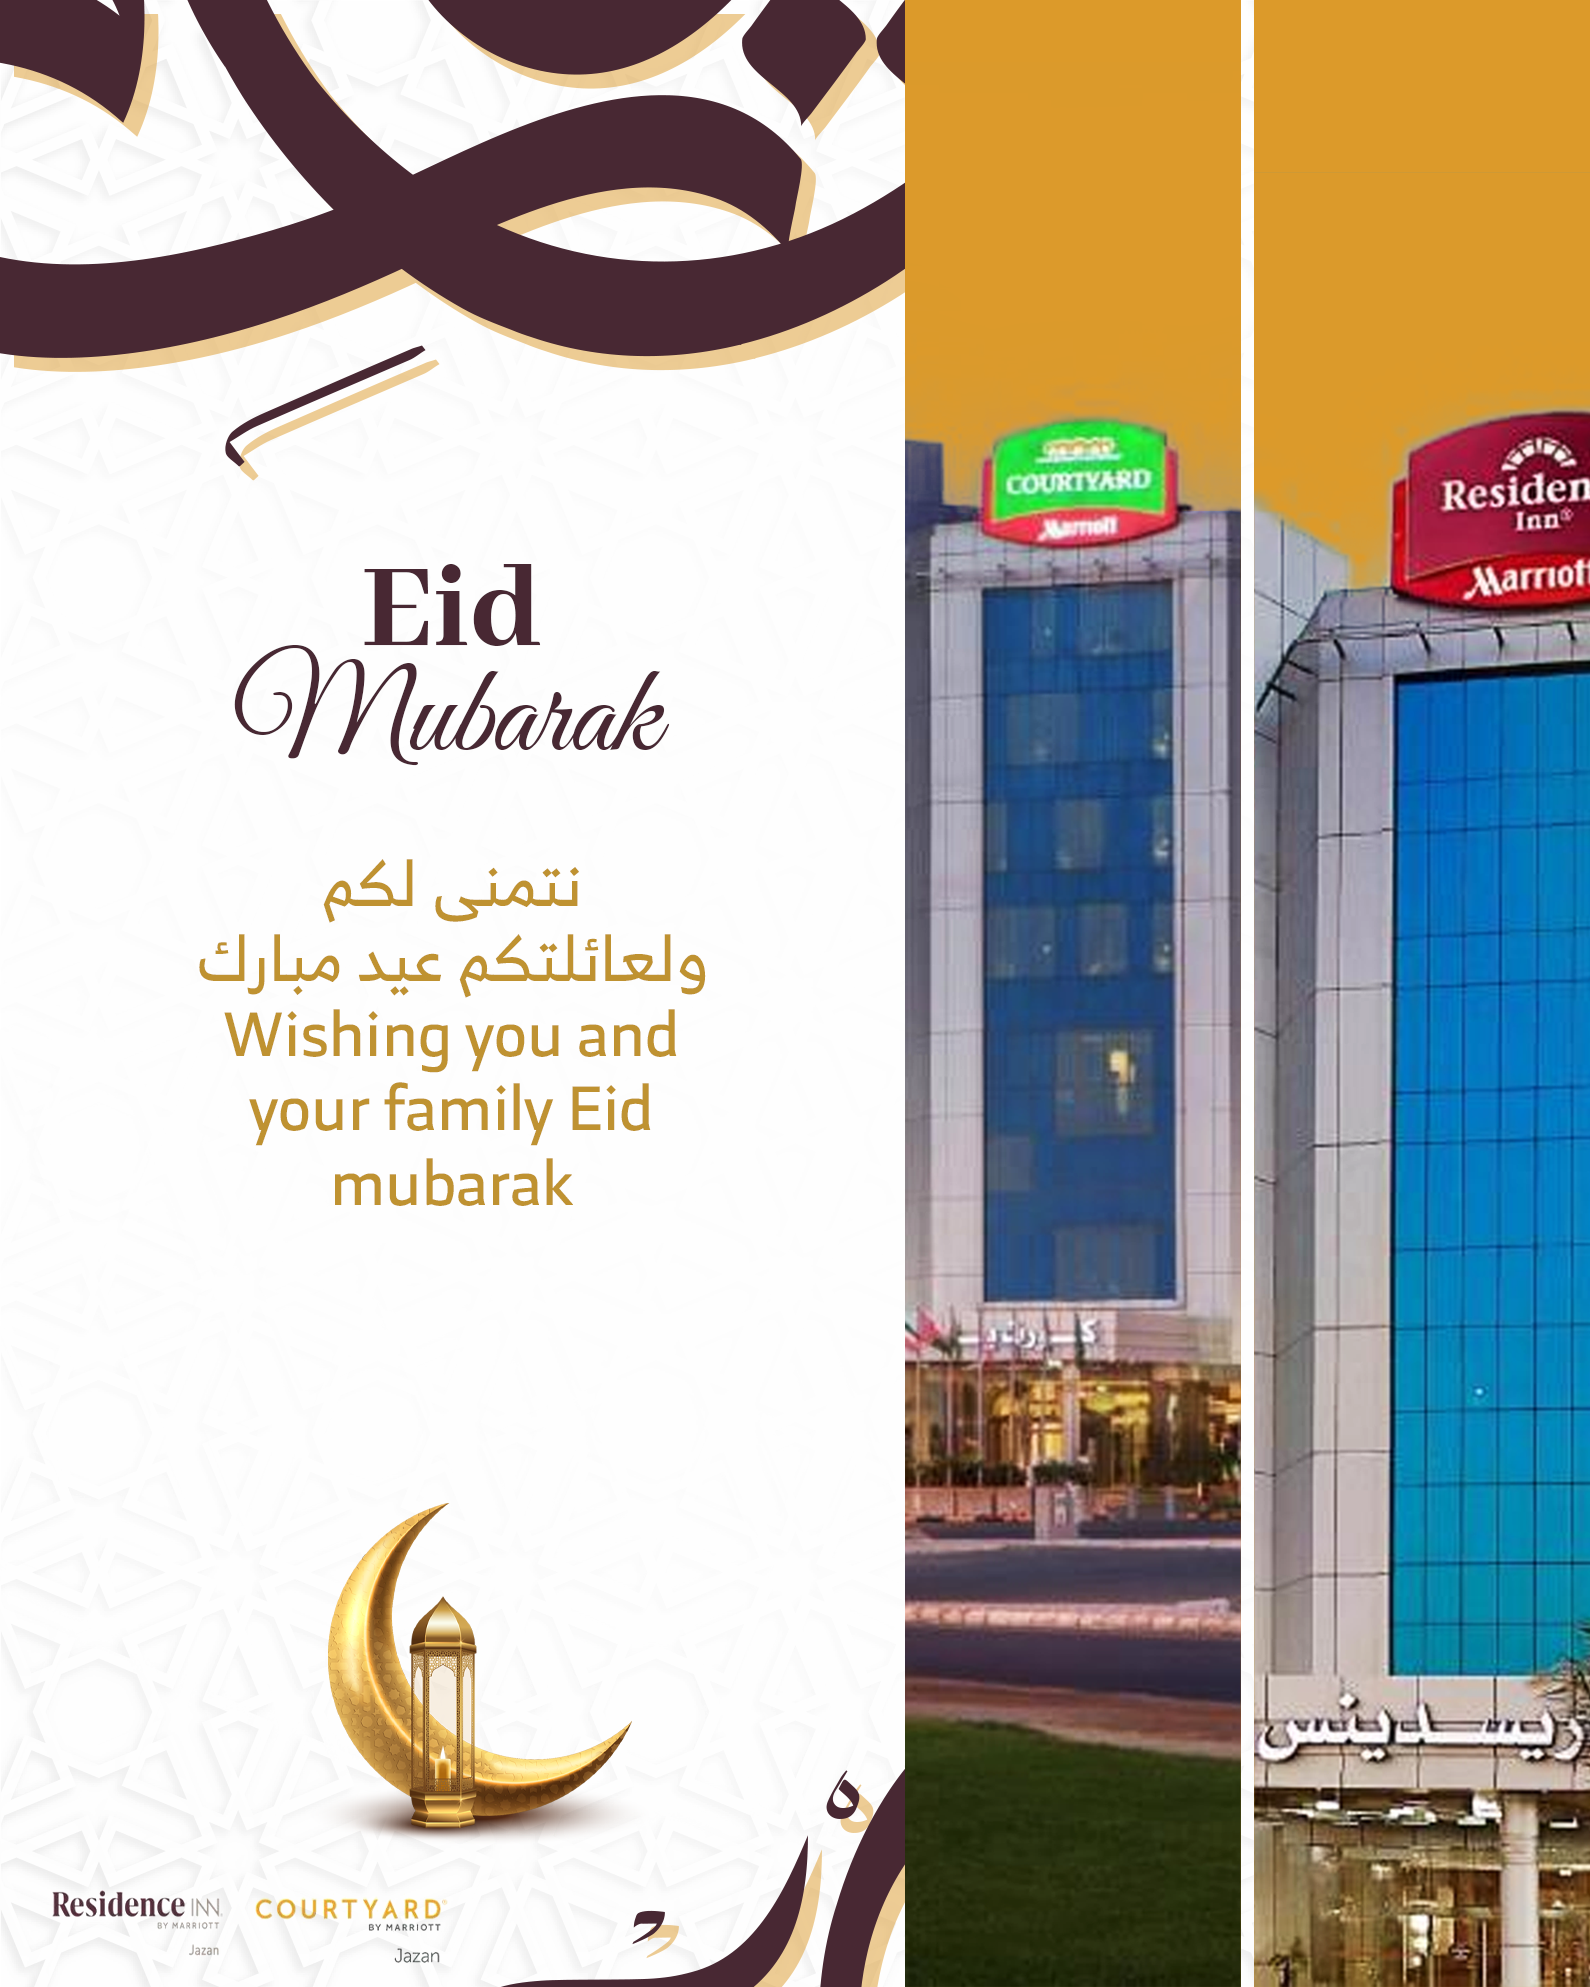 Eid
Mubarak
نتمنى لكم
ولعائلتكم عيد مبارك
Wishing you and
your family Eid
mubarak
Residence INN
BY MARRIOTT
Jazan
COURTYARD®
BY MARRIOTT
Jazan
COURTYARD
Marriott
Residen
Inn®
Marriott
ريسدينس